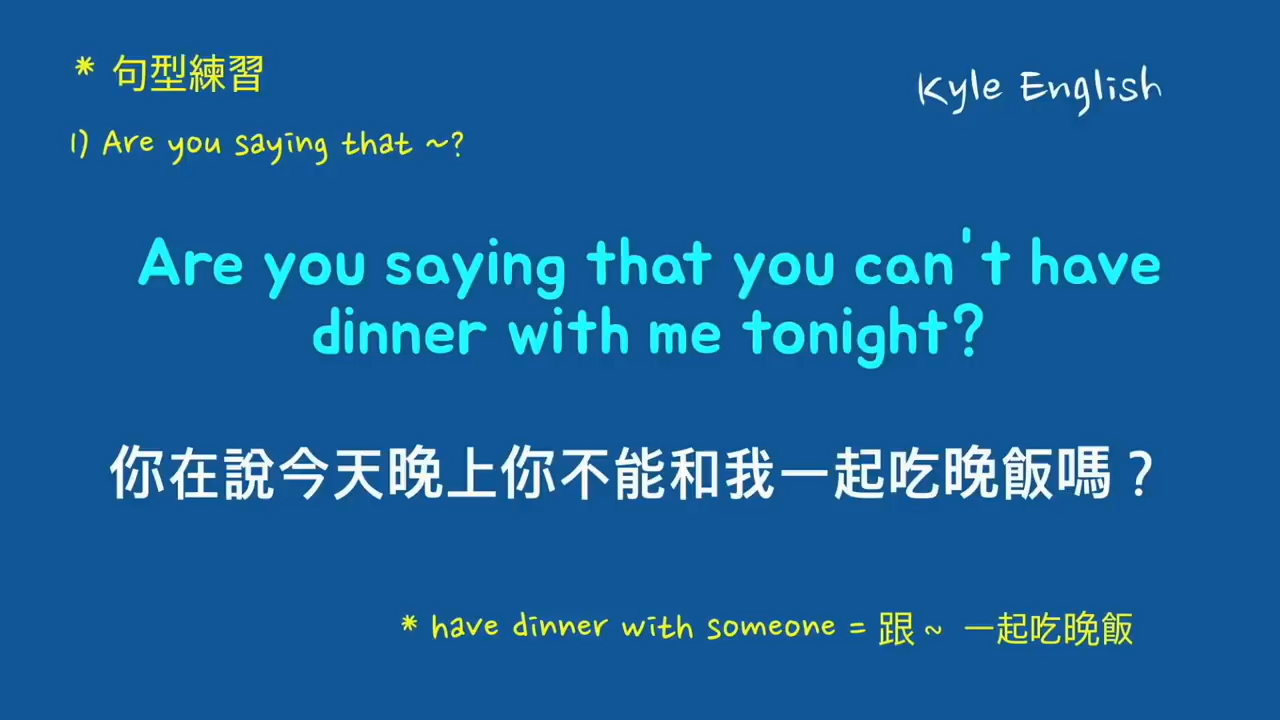 * 句型練習
Kyle English
1) Are you saying that ~?
Are you saying that you can't have
dinner with me tonight?
你在說今天晚上你不能和我一起吃晚飯嗎？
* have dinner with someone = 跟 ~ 一起吃晚飯